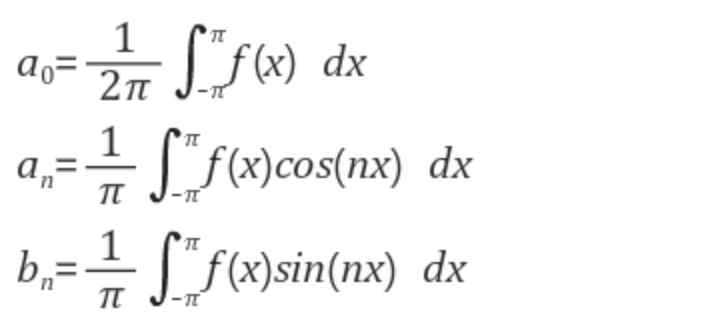 a₀= 1/2π ∫_{-π}^{π} f(x) dx
aₙ= 1/π ∫_{-π}^{π} f(x)cos(nx) dx
bₙ= 1/π ∫_{-π}^{π} f(x)sin(nx) dx